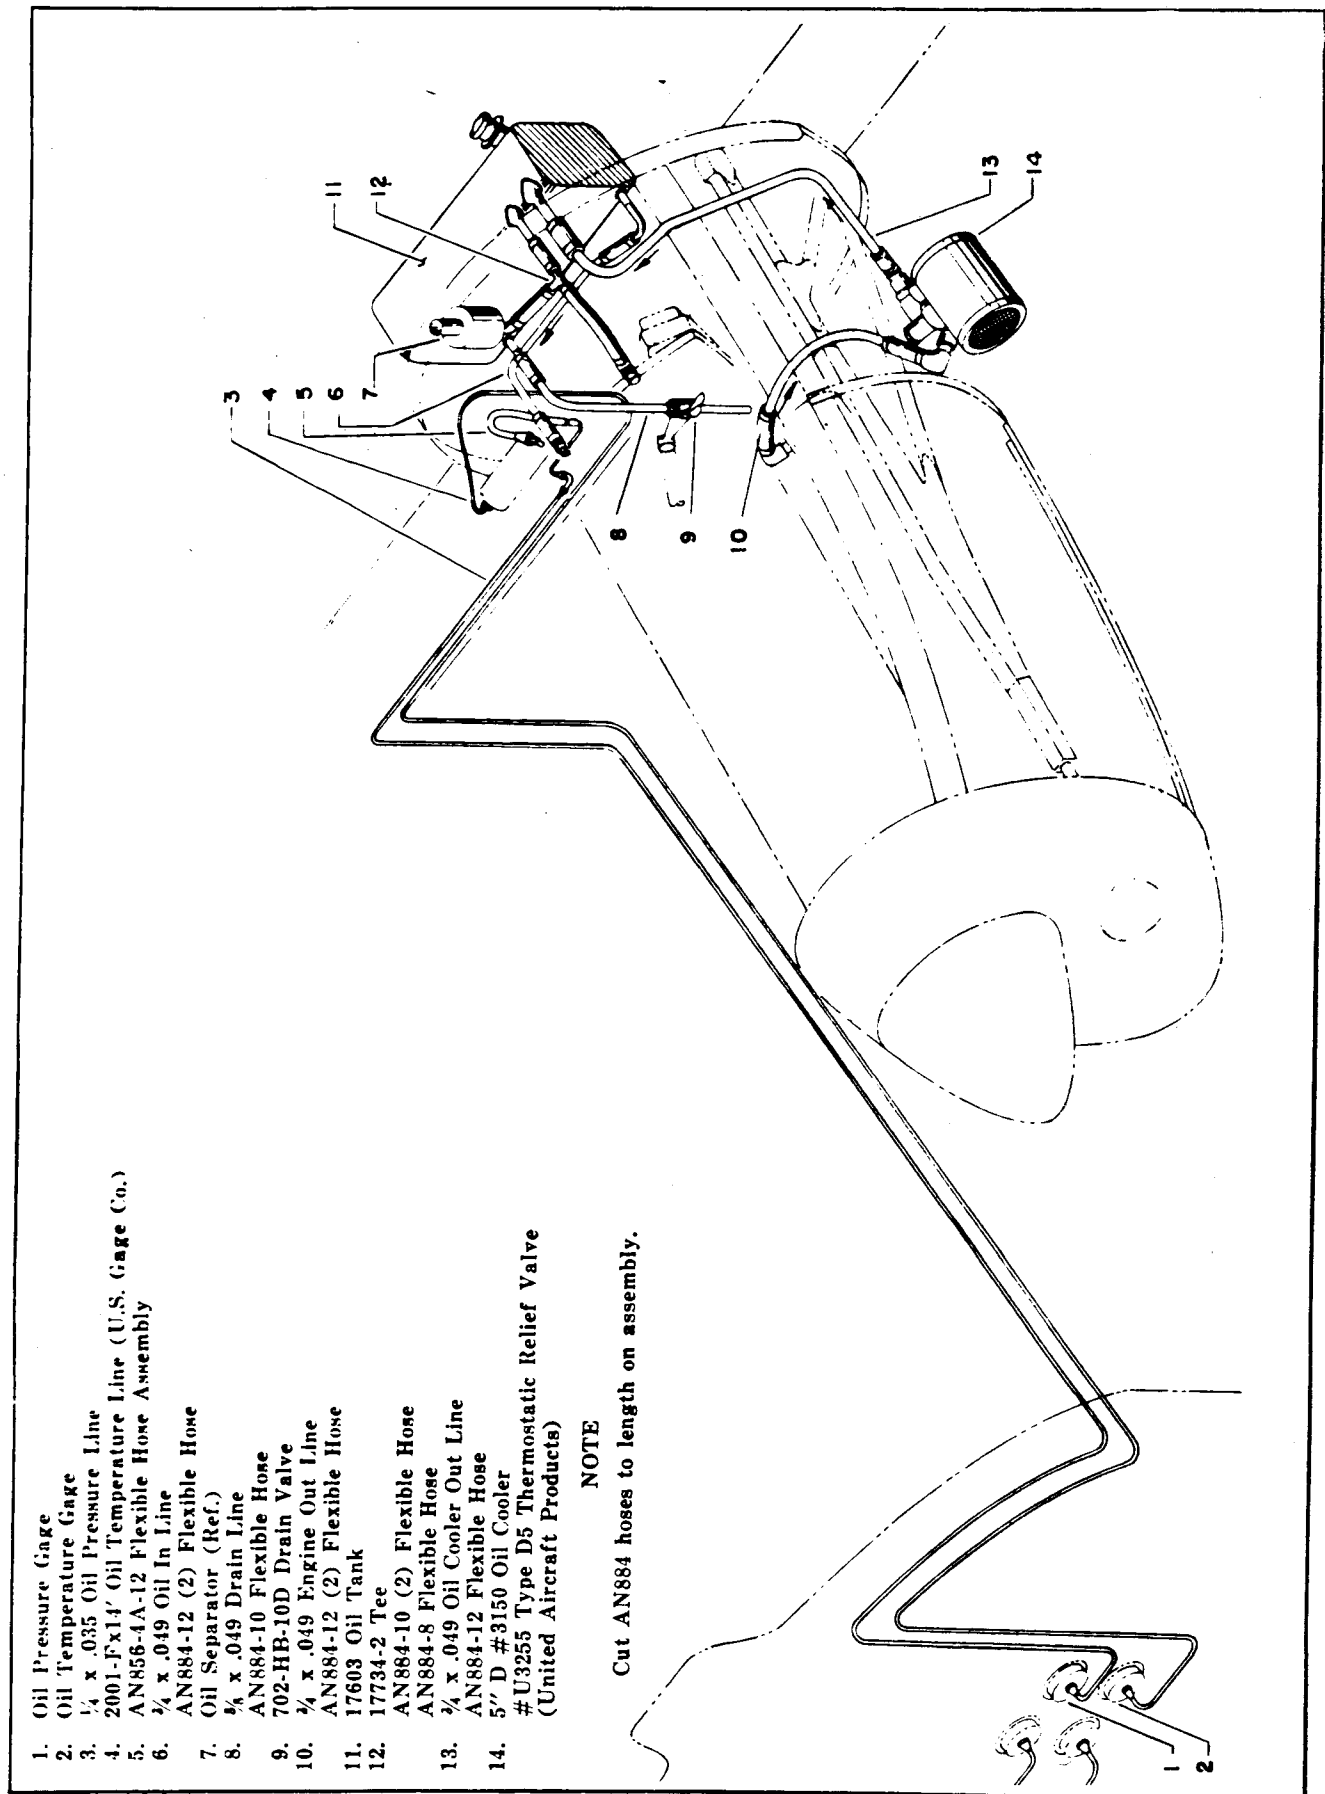 1. Oil Pressure Gage
2. Oil Temperature Gage
3. ¼ x .035 Oil Pressure Line
4. 2001-Fx14' Oil Temperature Line (U.S. Gage Co.)
5. AN856-4A-12 Flexible Hose Assembly
6. ¾ x .049 Oil In Line
AN884-12 (2) Flexible Hose
7. Oil Separator (Ref.)
8. ⅝ x .049 Drain Line
AN884-10 Flexible Hose
9. 702-HB-10D Drain Valve
10. ¾ x .049 Engine Out Line
AN884-12 (2) Flexible Hose
11. 17603 Oil Tank
12. 17734-2 Tee
AN884-10 (2) Flexible Hose
AN884-8 Flexible Hose
13. ¾ x .049 Oil Cooler Out Line
AN884-12 Flexible Hose
14. 5" D #3150 Oil Cooler
#U3255 Type D5 Thermostatic Relief Valve
(United Aircraft Products)
NOTE
Cut AN884 hoses to length on assembly.
1
2
3
4
5
6
7
8
9
10
11
12
13
14